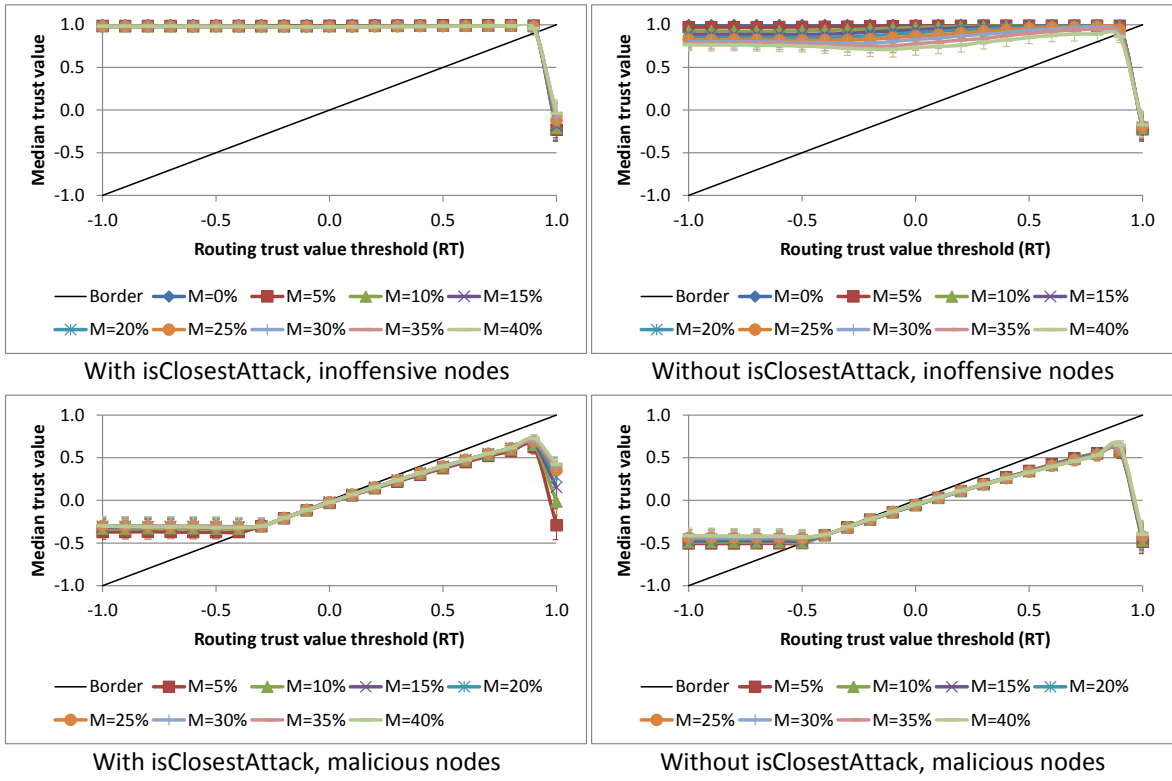 1.0
0.5
0.0
-0.5
-1.0
Median trust value
-1.0 -0.5 0.0 0.5 1.0
Routing trust value threshold (RT)
Border M=0% M=5% M=10% M=15%
M=20% M=25% M=30% M=35% M=40%
With isClosestAttack, inoffensive nodes
1.0
0.5
0.0
-0.5
-1.0
Median trust value
-1.0 -0.5 0.0 0.5 1.0
Routing trust value threshold (RT)
Border M=0% M=5% M=10% M=15%
M=20% M=25% M=30% M=35% M=40%
Without isClosestAttack, inoffensive nodes
1.0
0.5
0.0
-0.5
-1.0
Median trust value
-1.0 -0.5 0.0 0.5 1.0
Routing trust value threshold (RT)
Border M=5% M=10% M=15% M=20%
M=25% M=30% M=35% M=40%
With isClosestAttack, malicious nodes
1.0
0.5
0.0
-0.5
-1.0
Median trust value
-1.0 -0.5 0.0 0.5 1.0
Routing trust value threshold (RT)
Border M=5% M=10% M=15% M=20%
M=25% M=30% M=35% M=40%
Without isClosestAttack, malicious nodes